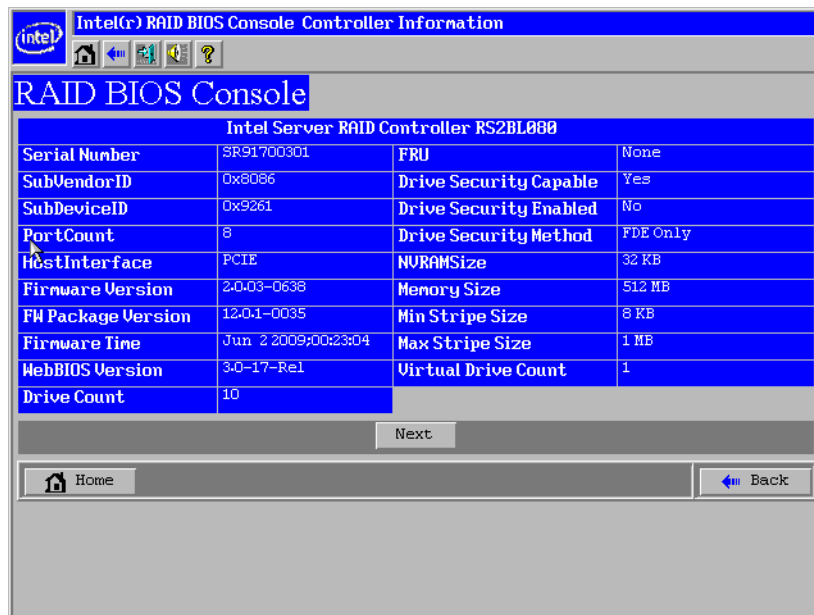 Intel(r) RAID BIOS Console Controller Information
intel
RAID BIOS Console
Intel Server RAID Controller RS2BL080
Serial Number SR91700301 FRU None
SubVendorID 0x8086 Drive Security Capable Yes
SubDeviceID 0x9261 Drive Security Enabled No
PortCount 8 Drive Security Method FDE Only
HostInterface PCIE NVRAMSize 32 KB
Firmware Version 2.0.03-0638 Memory Size 512 MB
FW Package Version 12.0.1-0035 Min Stripe Size 8 KB
Firmware Time Jun 2 2009;00:23:04 Max Stripe Size 1 MB
WebBIOS Version 3.0-17-Rel Virtual Drive Count 1
Drive Count 10
Next
Home Back